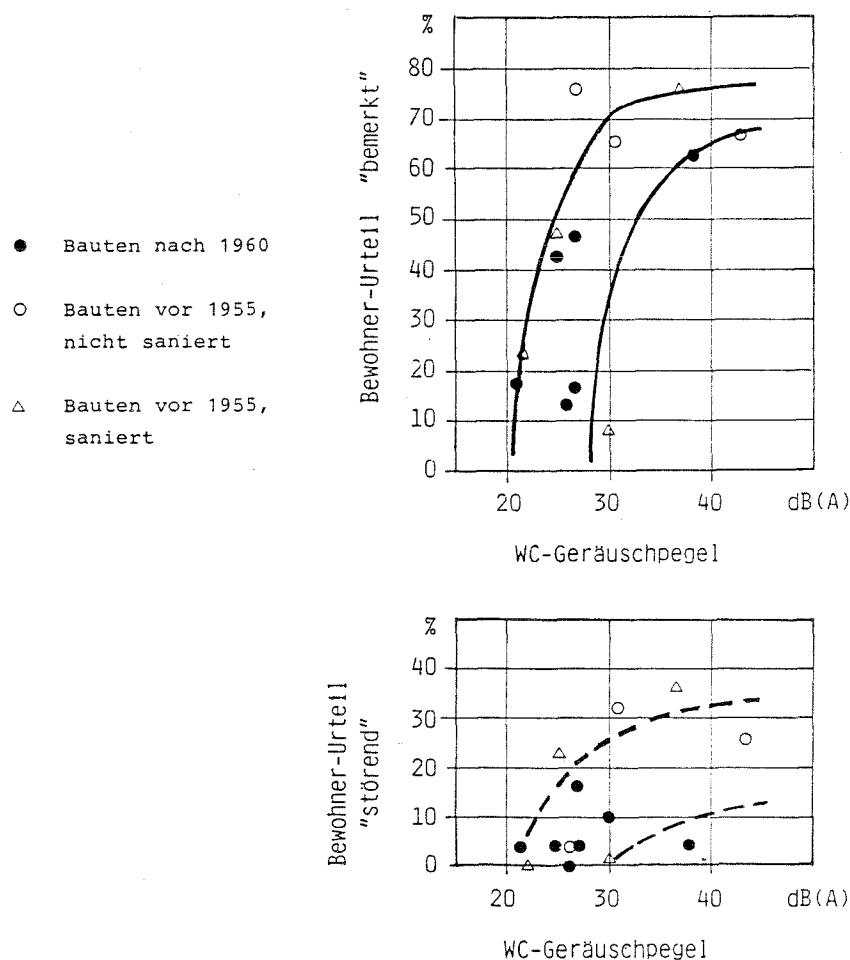 %
80
70
60
50
40
30
20
10
0
Bewohner-Urteil "bemerkt"
20 30 40 dB(A)
WC-Geräuschpegel
● Bauten nach 1960
○ Bauten vor 1955,
nicht saniert
△ Bauten vor 1955,
saniert
%
40
30
20
10
0
Bewohner-Urteil
"störend"
20 30 40 dB(A)
WC-Geräuschpegel